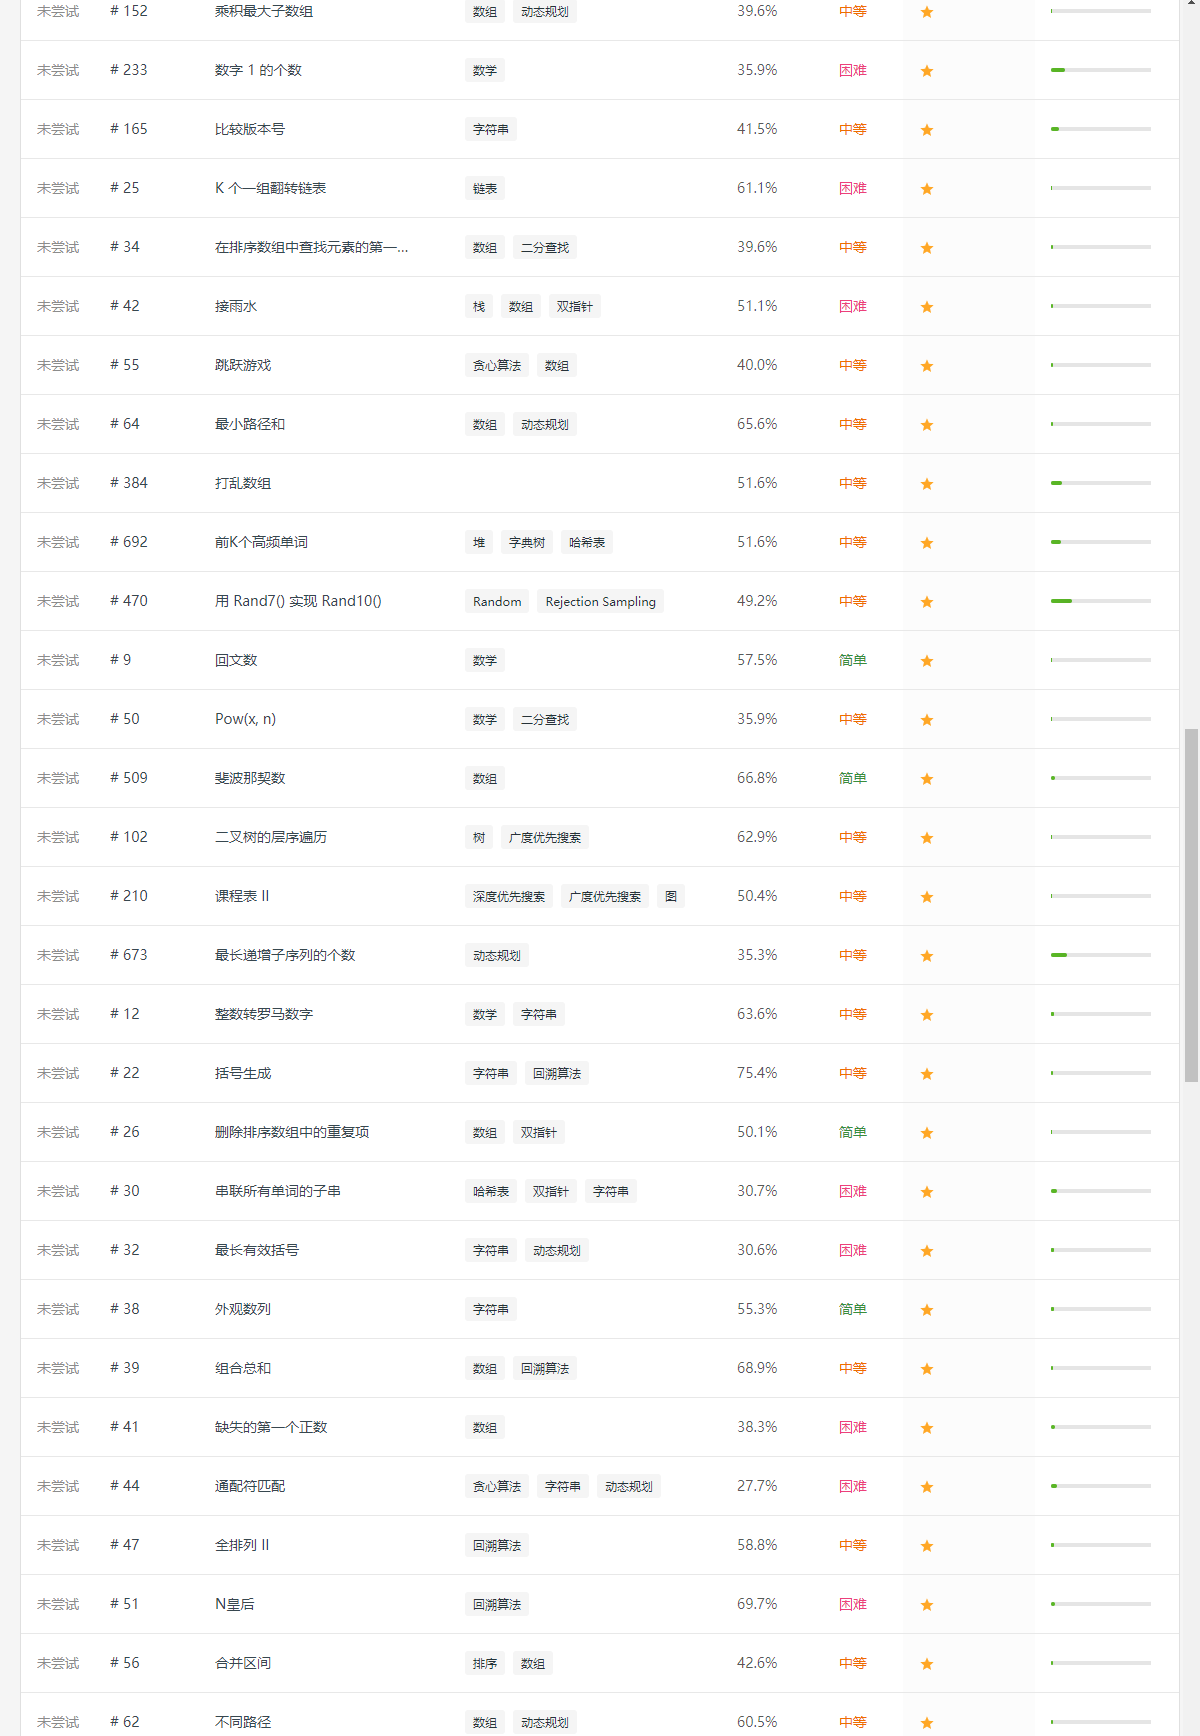 未尝试 # 152 乘积最大子数组 数组 动态规划 39.6% 中等
未尝试 # 233 数字 1 的个数 数学 35.9% 困难
未尝试 # 165 比较版本号 字符串 41.5% 中等
未尝试 # 25 K 个一组翻转链表 链表 61.1% 困难
未尝试 # 34 在排序数组中查找元素的第一... 数组 二分查找 39.6% 中等
未尝试 # 42 接雨水 栈 数组 双指针 51.1% 困难
未尝试 # 55 跳跃游戏 贪心算法 数组 40.0% 中等
未尝试 # 64 最小路径和 数组 动态规划 65.6% 中等
未尝试 # 384 打乱数组 51.6% 中等
未尝试 # 692 前K个高频单词 堆 字典树 哈希表 51.6% 中等
未尝试 # 470 用 Rand7() 实现 Rand10() Random Rejection Sampling 49.2% 中等
未尝试 # 9 回文数 数学 57.5% 简单
未尝试 # 50 Pow(x, n) 数学 二分查找 35.9% 中等
未尝试 # 509 斐波那契数 数组 66.8% 简单
未尝试 # 102 二叉树的层序遍历 树 广度优先搜索 62.9% 中等
未尝试 # 210 课程表 II 深度优先搜索 广度优先搜索 图 50.4% 中等
未尝试 # 673 最长递增子序列的个数 动态规划 35.3% 中等
未尝试 # 12 整数转罗马数字 数学 字符串 63.6% 中等
未尝试 # 22 括号生成 字符串 回溯算法 75.4% 中等
未尝试 # 26 删除排序数组中的重复项 数组 双指针 50.1% 简单
未尝试 # 30 串联所有单词的子串 哈希表 双指针 字符串 30.7% 困难
未尝试 # 32 最长有效括号 字符串 动态规划 30.6% 困难
未尝试 # 38 外观数列 字符串 55.3% 简单
未尝试 # 39 组合总和 数组 回溯算法 68.9% 中等
未尝试 # 41 缺失的第一个正数 数组 38.3% 困难
未尝试 # 44 通配符匹配 贪心算法 字符串 动态规划 27.7% 困难
未尝试 # 47 全排列 II 回溯算法 58.8% 中等
未尝试 # 51 N皇后 回溯算法 69.7% 困难
未尝试 # 56 合并区间 排序 数组 42.6% 中等
未尝试 # 62 不同路径 数组 动态规划 60.5% 中等